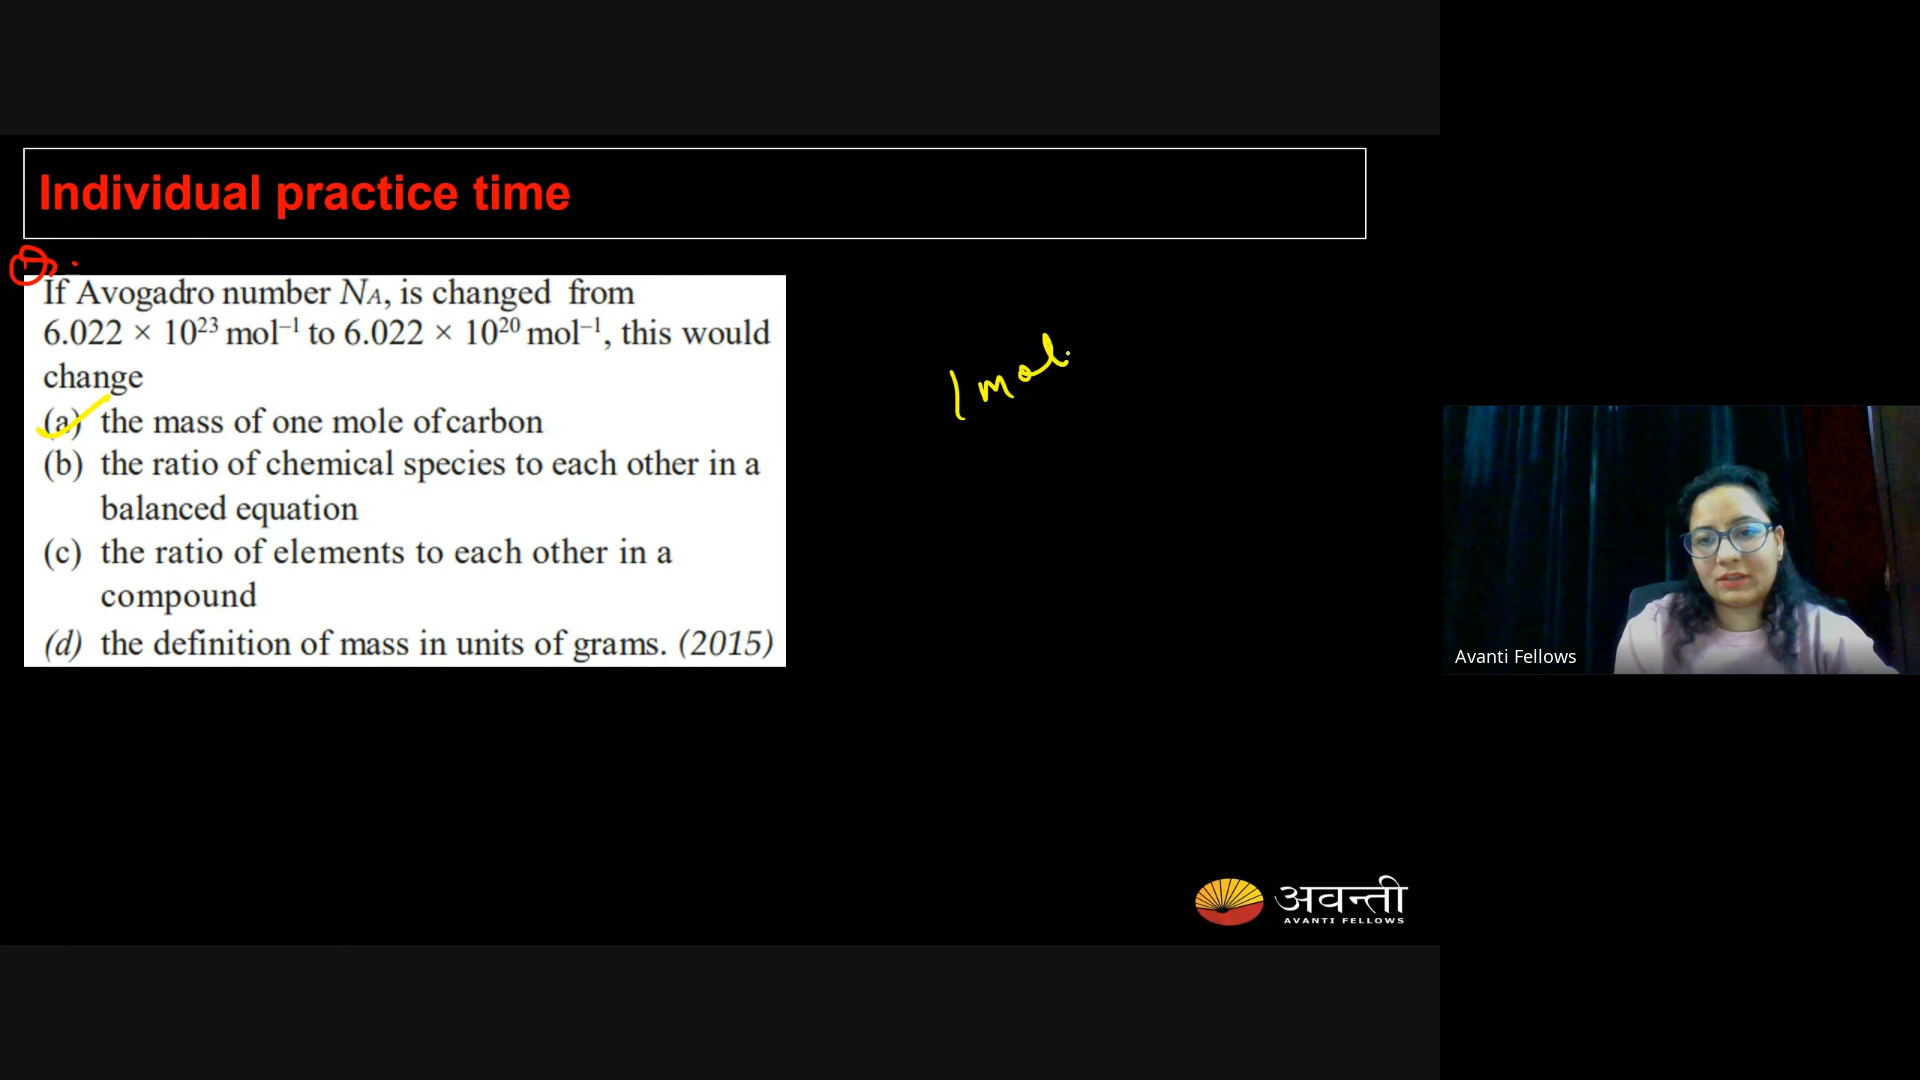 Individual practice time
If Avogadro number N_A, is changed from
6.022 × 10²³ mol⁻¹ to 6.022 × 10²⁰ mol⁻¹, this would
change
(a) the mass of one mole of carbon
(b) the ratio of chemical species to each other in a
balanced equation
(c) the ratio of elements to each other in a
compound
(d) the definition of mass in units of grams. (2015)
1 mol.
Avanti Fellows
अवन्ती
AVANTI FELLOWS